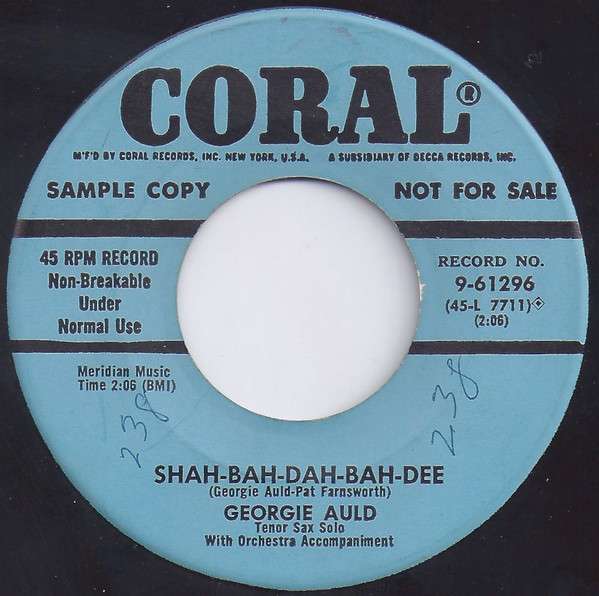 CORAL®
M'F'D BY CORAL RECORDS, INC. NEW YORK, U.S.A. A SUBSIDIARY OF DECCA RECORDS, INC.
SAMPLE COPY NOT FOR SALE
45 RPM RECORD
Non-Breakable
Under
Normal Use
RECORD NO.
9-61296
(45-L 7711)
(2:06)
Meridian Music
Time 2:06 (BMI)
238
238
SHAH-BAH-DAH-BAH-DEE
(Georgie Auld-Pat Farnsworth)
GEORGIE AULD
Tenor Sax Solo
With Orchestra Accompaniment